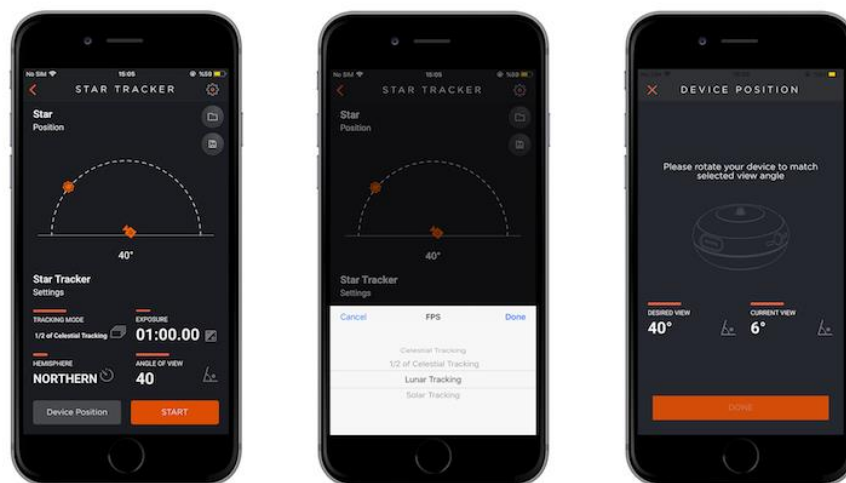 No SIM 15:05 %59
STAR TRACKER
Star
Position
40°
Star Tracker
Settings
TRACKING MODE
1/2 of Celestial Tracking
EXPOSURE
01:00.00
HEMISPHERE
NORTHERN
ANGLE OF VIEW
40
Device Position
START
No SIM 15:05 %59
STAR TRACKER
Star
Position
40°
Star Tracker
Settings
Cancel FPS Done
Celestial Tracking
1/2 of Celestial Tracking
Lunar Tracking
Solar Tracking
DEVICE POSITION
Please rotate your device to match
selected view angle
DESIRED VIEW
40°
CURRENT VIEW
6°
DONE